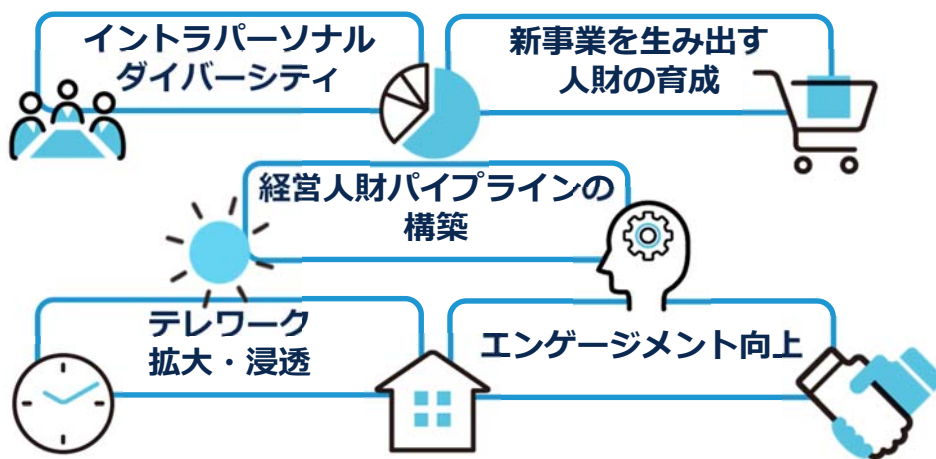 イントラパーソナル
ダイバーシティ
新事業を生み出す
人財の育成
経営人財パイプラインの
構築
テレワーク
拡大・浸透
エンゲージメント向上